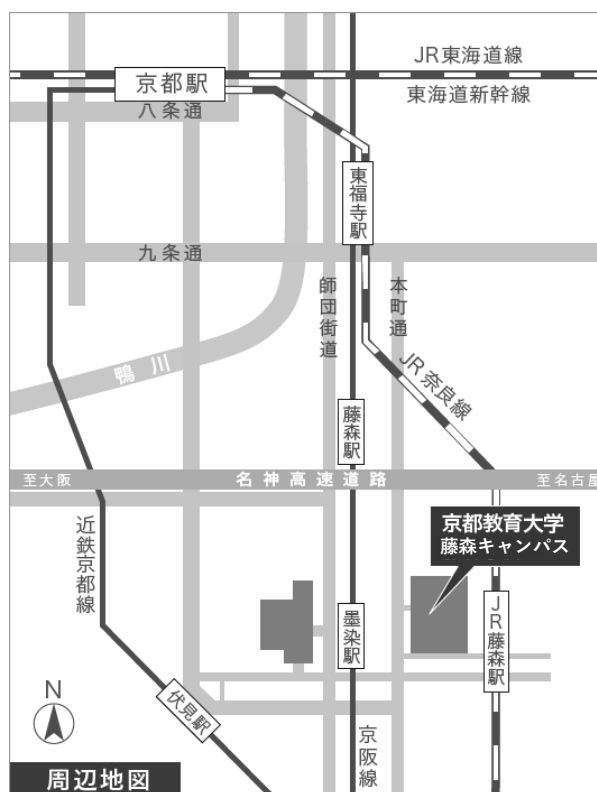 JR東海道線
京都駅
東海道新幹線
八条通
東福寺駅
九条通
師団街道
本町通
鴨川
JR奈良線
藤森駅
至大阪
名神高速道路
至名古屋
京都教育大学
藤森キャンパス
近鉄京都線
墨染駅
JR藤森駅
伏見駅
N
京阪線
周辺地図